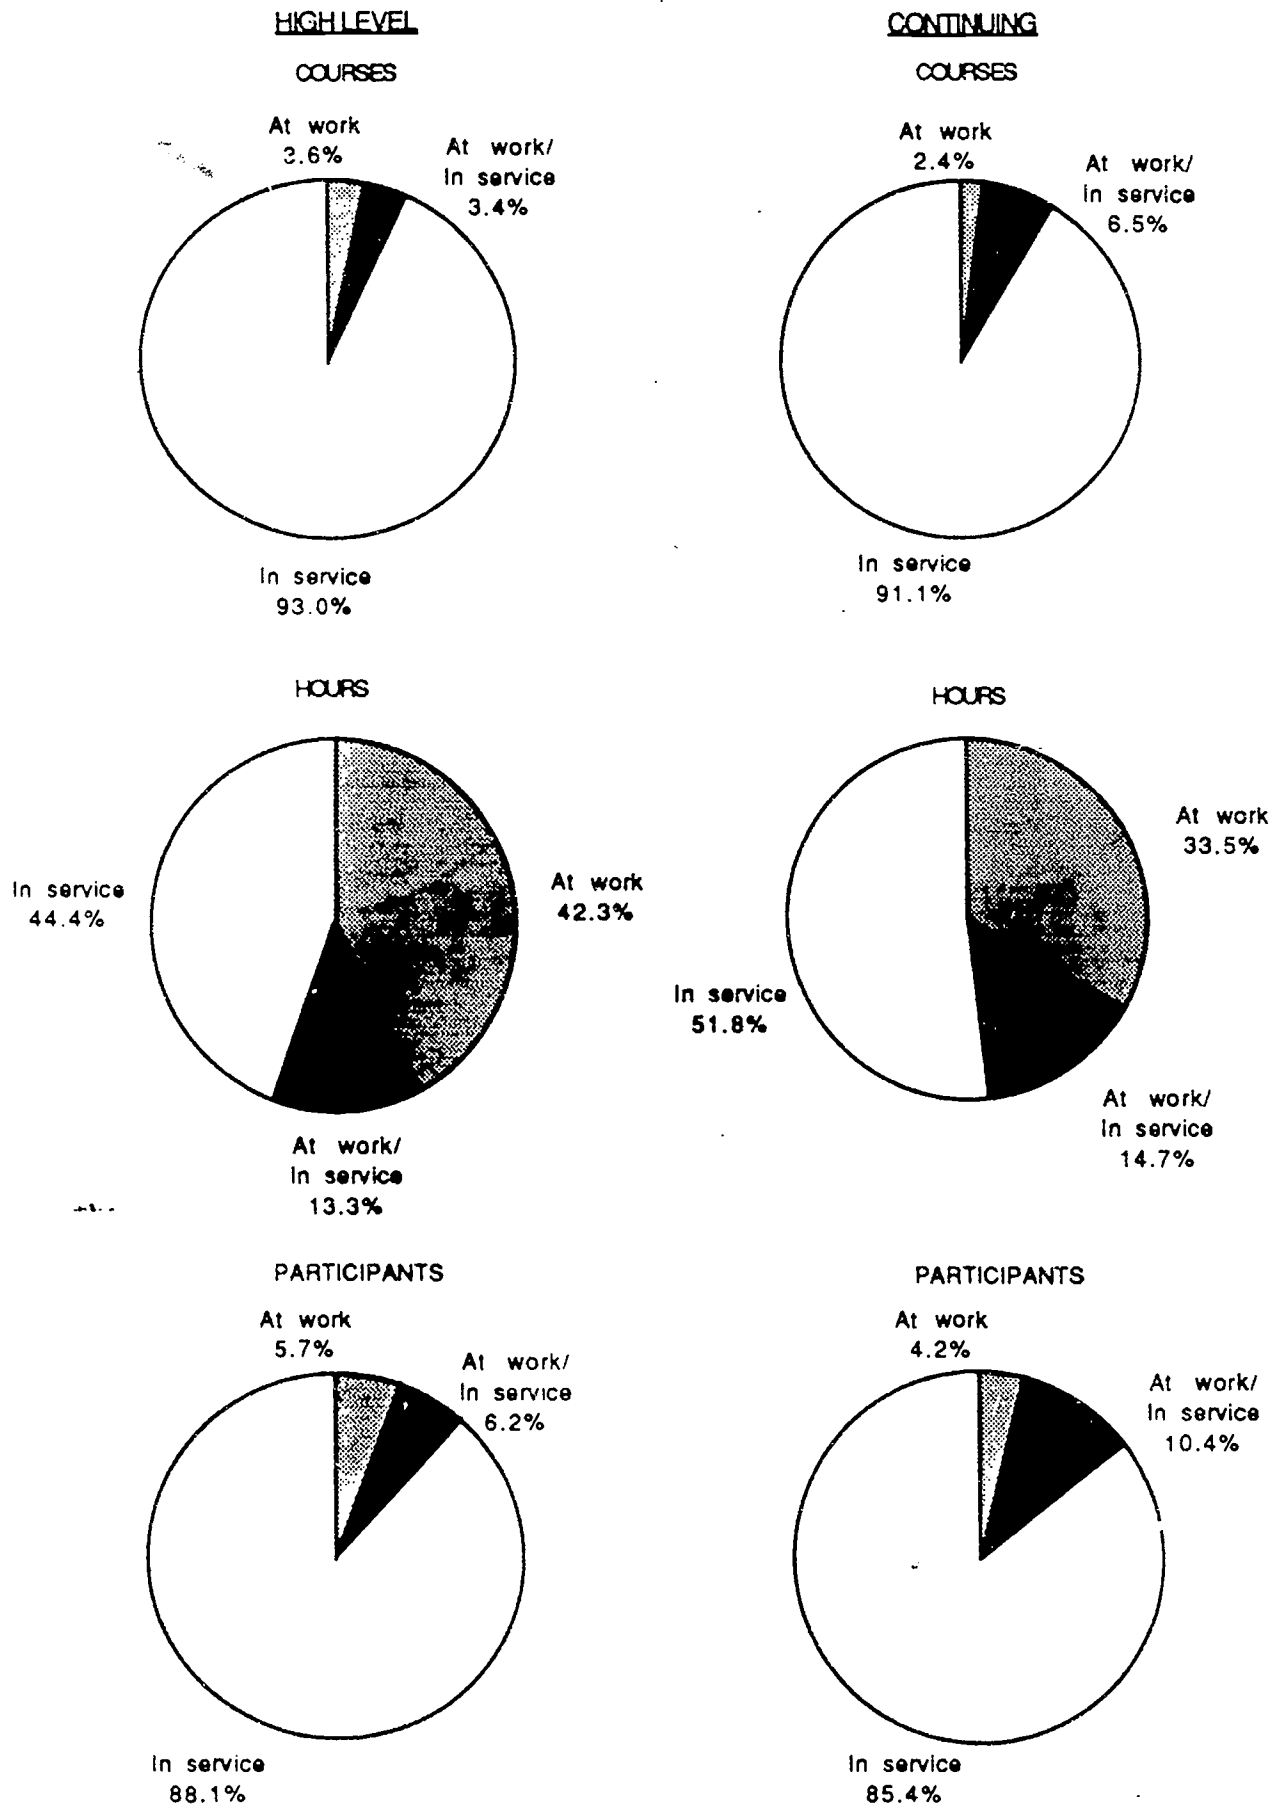 HIGH LEVEL
COURSES
At work
3.6%
At work/
In service
3.4%
In service
93.0%
CONTINUING
COURSES
At work
2.4%
At work/
In service
6.5%
In service
91.1%
HOURS
In service
44.4%
At work
42.3%
At work/
In service
13.3%
HOURS
At work
33.5%
In service
51.8%
At work/
In service
14.7%
PARTICIPANTS
At work
5.7%
At work/
In service
6.2%
In service
88.1%
PARTICIPANTS
At work
4.2%
At work/
In service
10.4%
In service
85.4%